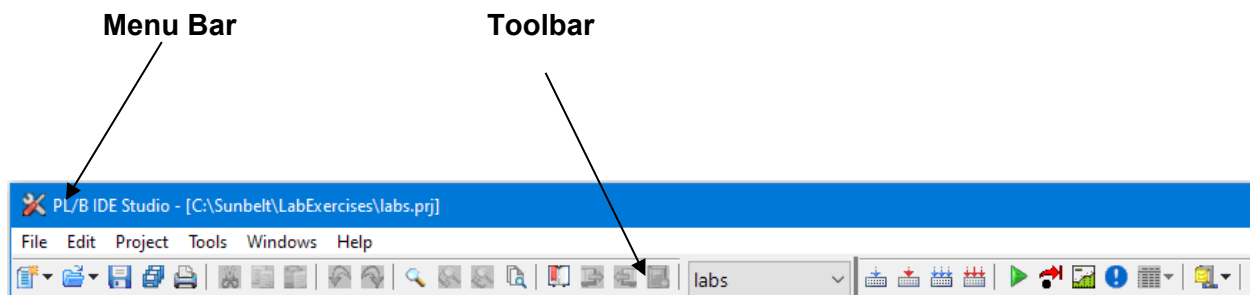 Menu Bar Toolbar
PL/B IDE Studio - [C:\Sunbelt\LabExercises\labs.prj]
File Edit Project Tools Windows Help
labs